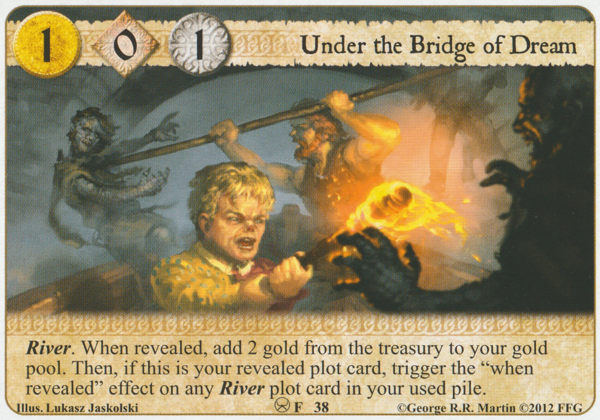 1 0 1 Under the Bridge of Dream
River. When revealed, add 2 gold from the treasury to your gold
pool. Then, if this is your revealed plot card, trigger the “when
revealed” effect on any River plot card in your used pile.
Illus. Lukasz Jaskolski F 38 ©George R.R. Martin ©2012 FFG